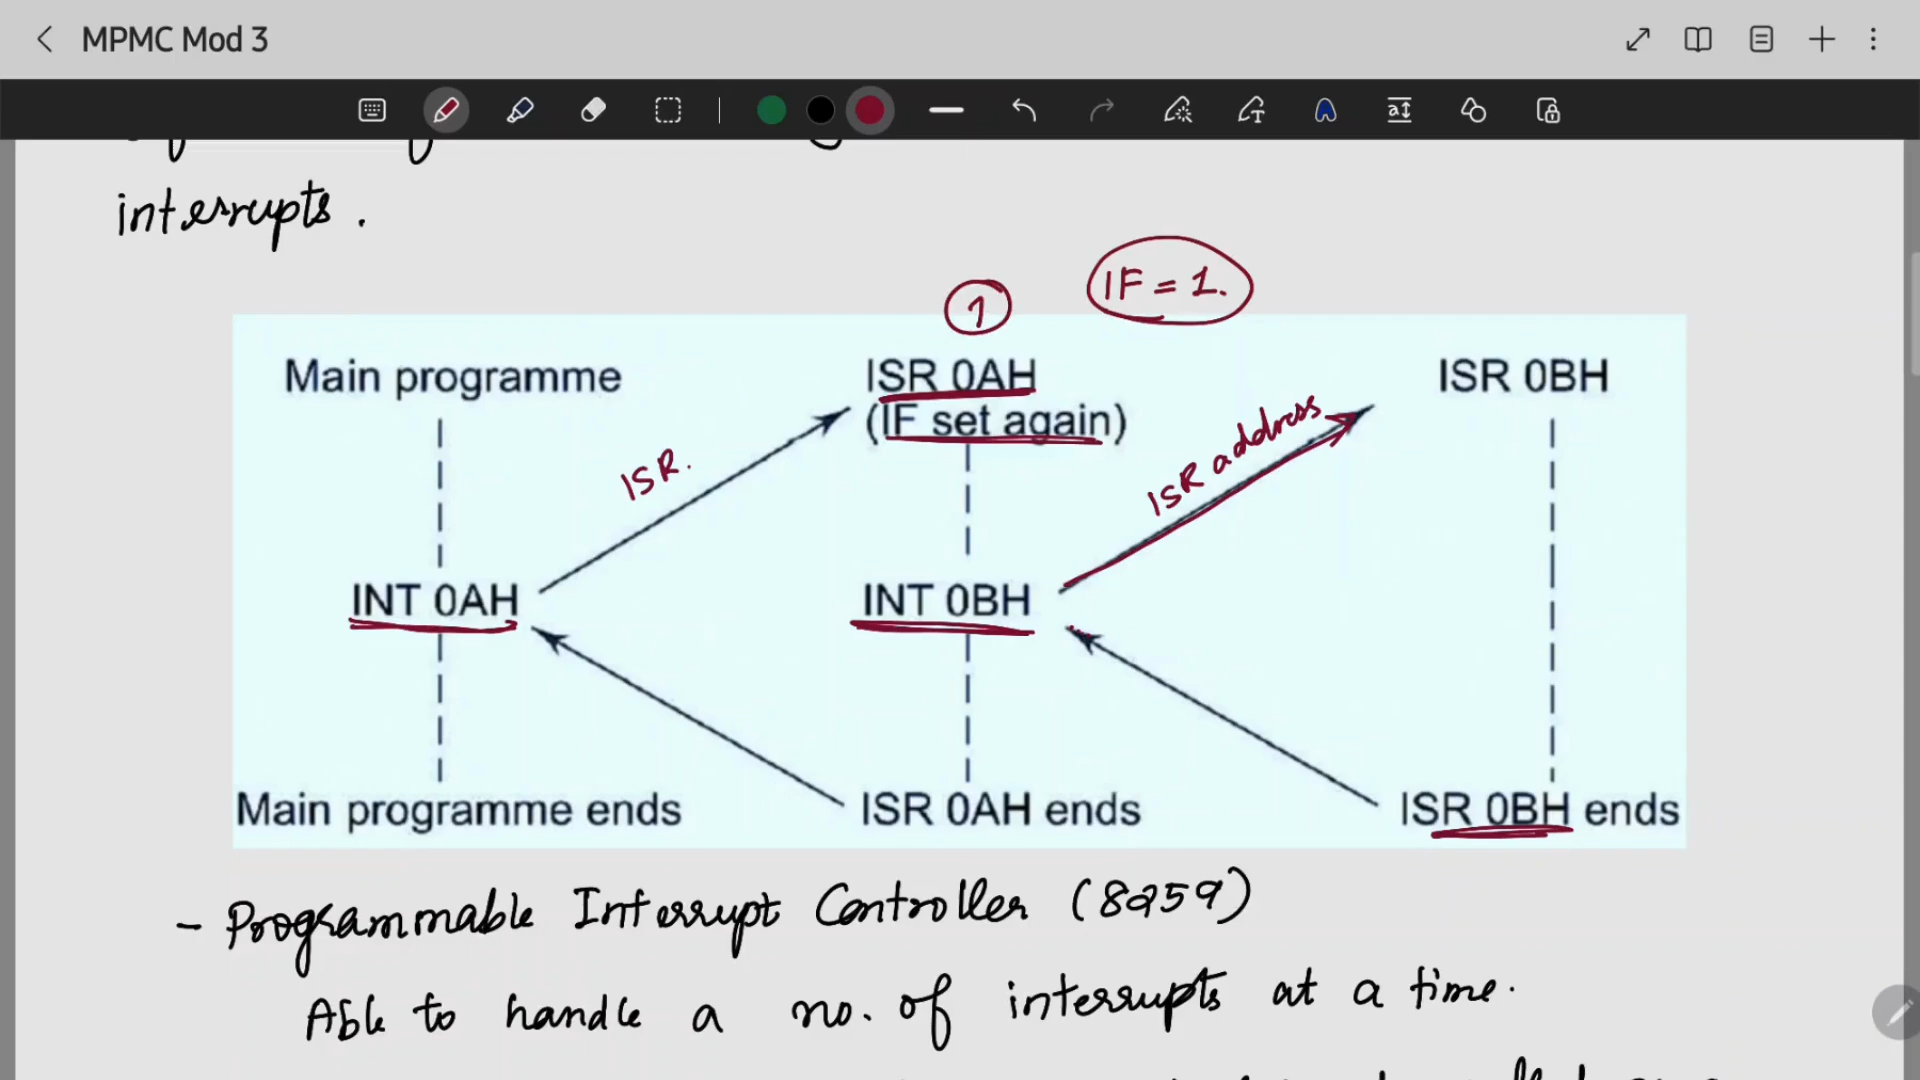 MPMC Mod 3
interrupts.
1
IF = 1.
Main programme
ISR 0AH
ISR 0BH
(IF set again)
ISR.
ISR address
INT 0AH
INT 0BH
Main programme ends
ISR 0AH ends
ISR 0BH ends
- Programmable Interrupt Controller (8259)
Able to handle a no. of interrupts at a time.